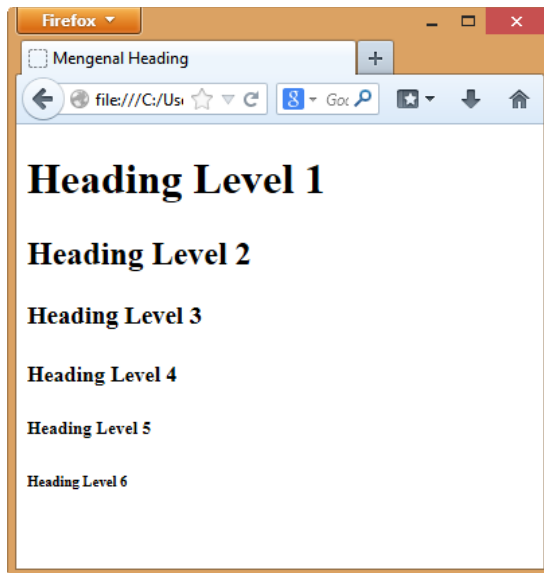 Firefox
Mengenal Heading
file:///C:/Us
8 Goo
Heading Level 1
Heading Level 2
Heading Level 3
Heading Level 4
Heading Level 5
Heading Level 6